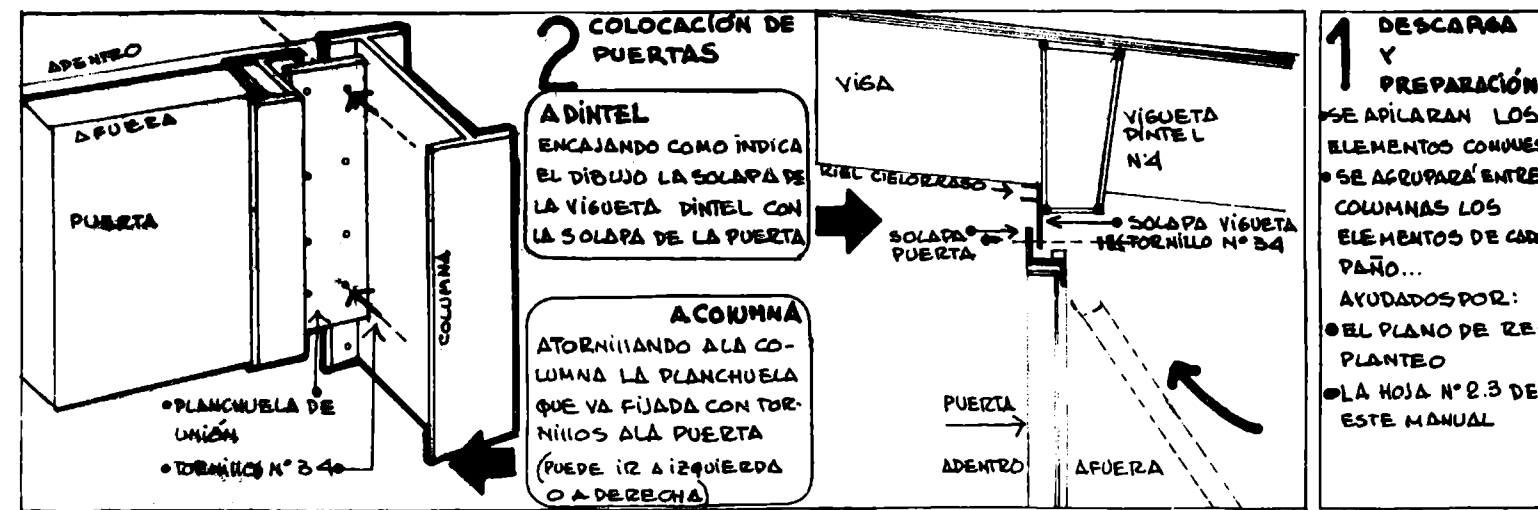 ADENTRO
AFUERA
PUERTA
COLUMNA
•PLANCHUELA DE
UNIÓN
•TORNILLOS N° 34
2 COLOCACIÓN DE
PUERTAS
A DINTEL
ENCAJANDO COMO INDICA
EL DIBUJO LA SOLAPA DE
LA VIGUETA DINTEL CON
LA SOLAPA DE LA PUERTA
A COLUMNA
ATORNILLANDO A LA CO-
LUMNA LA PLANCHUELA
QUE VA FIJADA CON TOR-
NILLOS A LA PUERTA
(PUEDE IR A IZQUIERDA
O A DERECHA)
VIGA
VIGUETA
DINTEL
N:4
RIEL CIELORRASO
SOLAPA
PUERTA
SOLAPA VIGUETA
TORNILLO N° 34
PUERTA
ADENTRO
AFUERA
1 DESCARGA
Y
PREPARACIÓN
•SE APILARAN LOS
ELEMENTOS COMUNES
•SE AGRUPARÁ ENTRE
COLUMNAS LOS
ELEMENTOS DE CAD
PAÑO...
AYUDADOS POR:
•EL PLANO DE RE
PLANTEO
•LA HOJA N° 2.3 DE
ESTE MANUAL